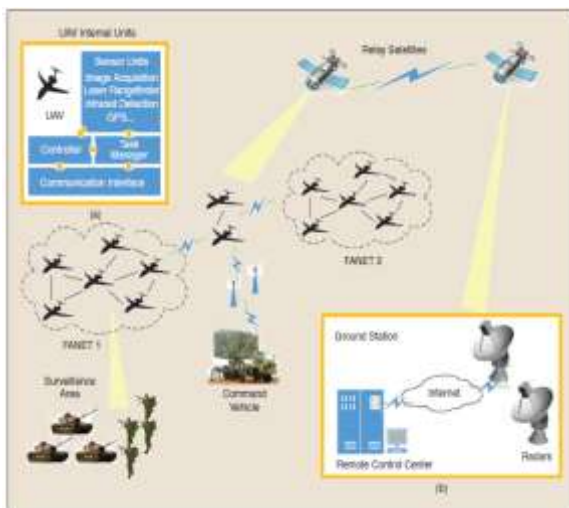 UAV Internal Units
Sensor Units
Image Acquisition
Laser Rangefinder
Infrared Detection
GPS...
UAV
Controller
Task
Manager
Communication Interface
(a)
Relay Satellites
FANET 1
FANET 2
Surveillance
Area
Command
Vehicle
Ground Station
Internet
Remote Control Center
Radars
(b)